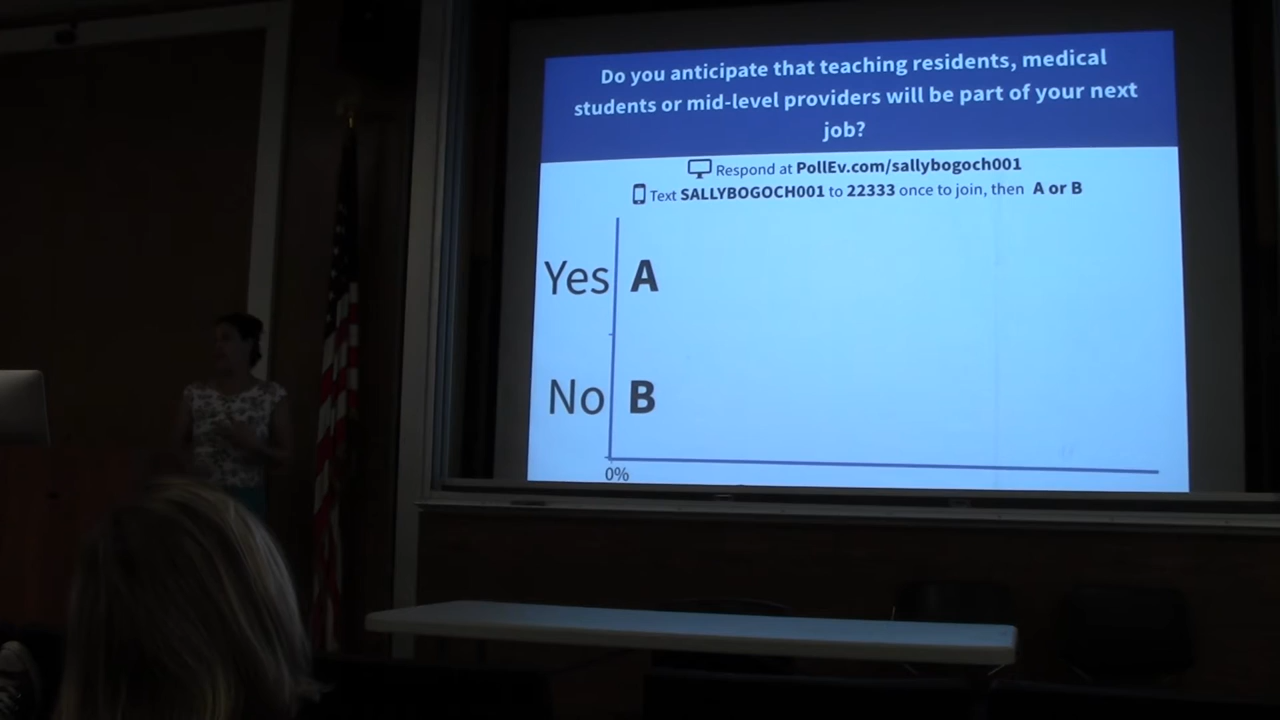 Do you anticipate that teaching residents, medical
students or mid-level providers will be part of your next
job?
Respond at PollEv.com/sallybogoch001
Text SALLYBOGOCH001 to 22333 once to join, then A or B
Yes A
No B
0%